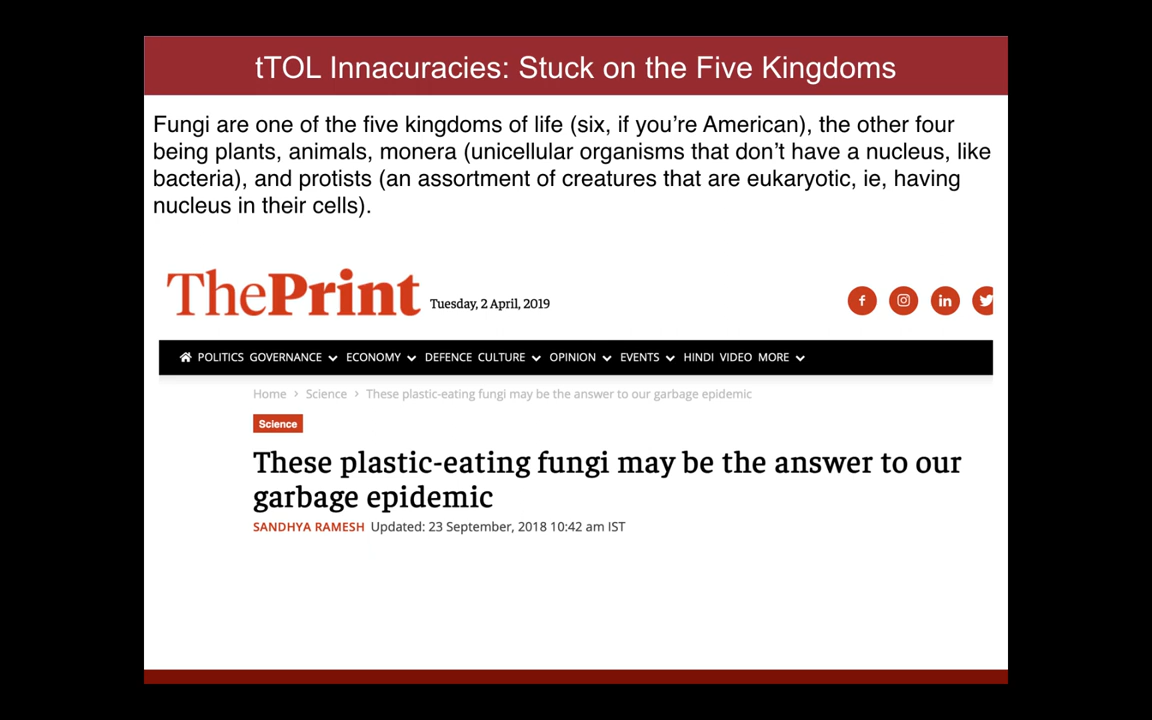 tTOL Innacuracies: Stuck on the Five Kingdoms
Fungi are one of the five kingdoms of life (six, if you're American), the other four
being plants, animals, monera (unicellular organisms that don't have a nucleus, like
bacteria), and protists (an assortment of creatures that are eukaryotic, ie, having
nucleus in their cells).
ThePrint Tuesday, 2 April, 2019
POLITICS GOVERNANCE ECONOMY DEFENCE CULTURE OPINION EVENTS HINDI VIDEO MORE
Home > Science > These plastic-eating fungi may be the answer to our garbage epidemic
Science
These plastic-eating fungi may be the answer to our
garbage epidemic
SANDHYA RAMESH Updated: 23 September, 2018 10:42 am IST